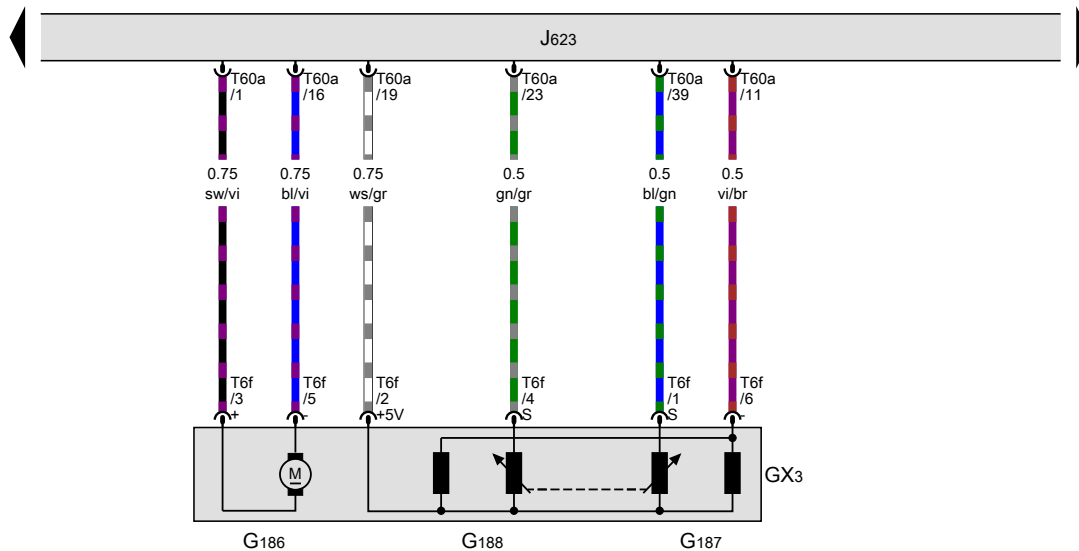 J623
T60a
/1
T60a
/16
T60a
/19
T60a
/23
T60a
/39
T60a
/11
0.75
sw/vi
0.75
bl/vi
0.75
ws/gr
0.5
gn/gr
0.5
bl/gn
0.5
vi/br
T6f
/3
+
T6f
/5
-
T6f
/2
+5V
T6f
/4
S
T6f
/1
S
T6f
/6
-
M
GX3
G186
G188
G187